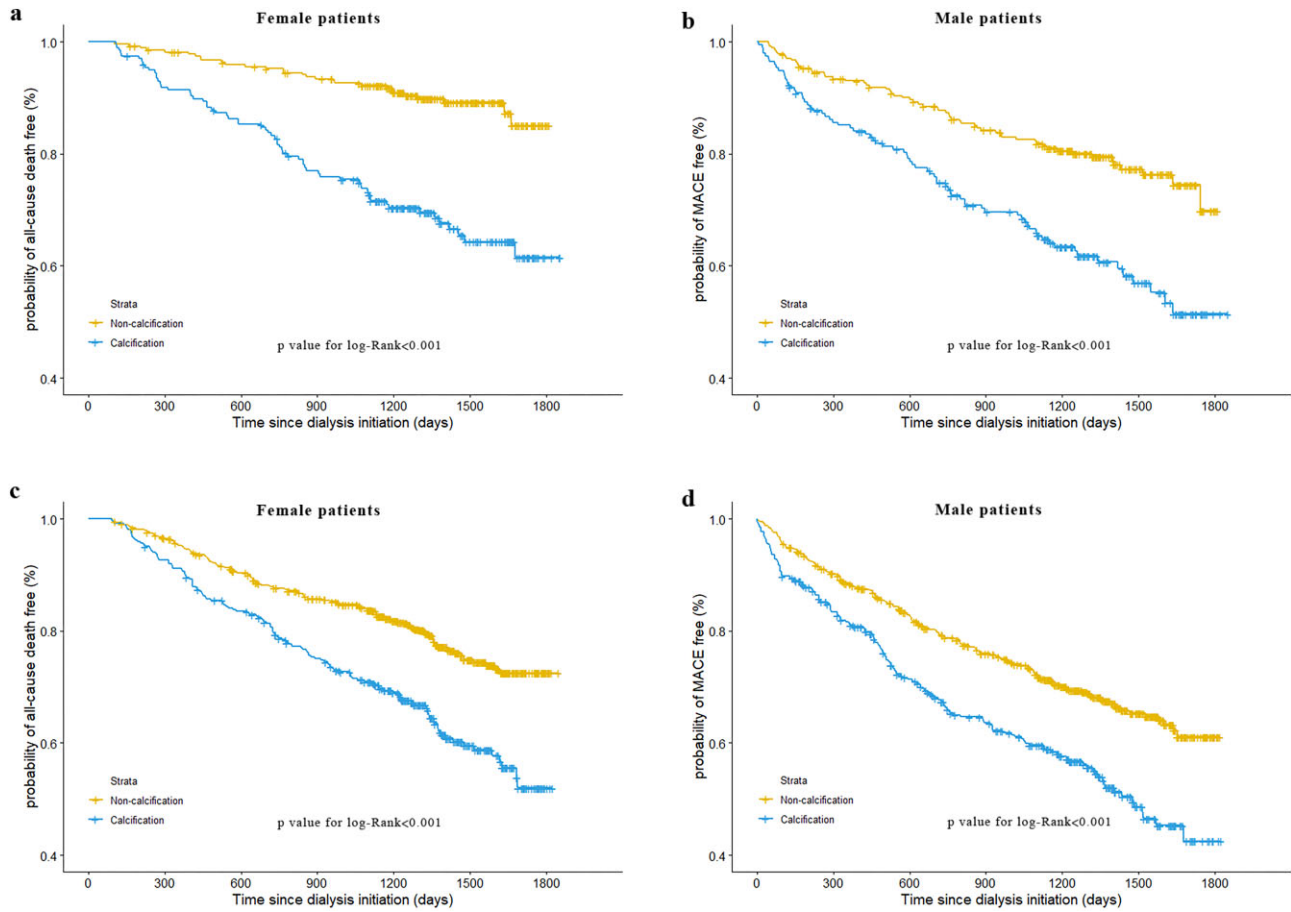 a
Female patients
probability of all-cause death free (%)
1.0
0.8
0.6
0.4
Strata
Non-calcification
Calcification
p value for log-Rank<0.001
0 300 600 900 1200 1500 1800
Time since dialysis initiation (days)
b
Male patients
probability of MACE free (%)
1.0
0.8
0.6
0.4
Strata
Non-calcification
Calcification
p value for log-Rank<0.001
0 300 600 900 1200 1500 1800
Time since dialysis initiation (days)
c
Female patients
probability of all-cause death free (%)
1.0
0.8
0.6
0.4
Strata
Non-calcification
Calcification
p value for log-Rank<0.001
0 300 600 900 1200 1500 1800
Time since dialysis initiation (days)
d
Male patients
probability of MACE free (%)
1.0
0.8
0.6
0.4
Strata
Non-calcification
Calcification
p value for log-Rank<0.001
0 300 600 900 1200 1500 1800
Time since dialysis initiation (days)